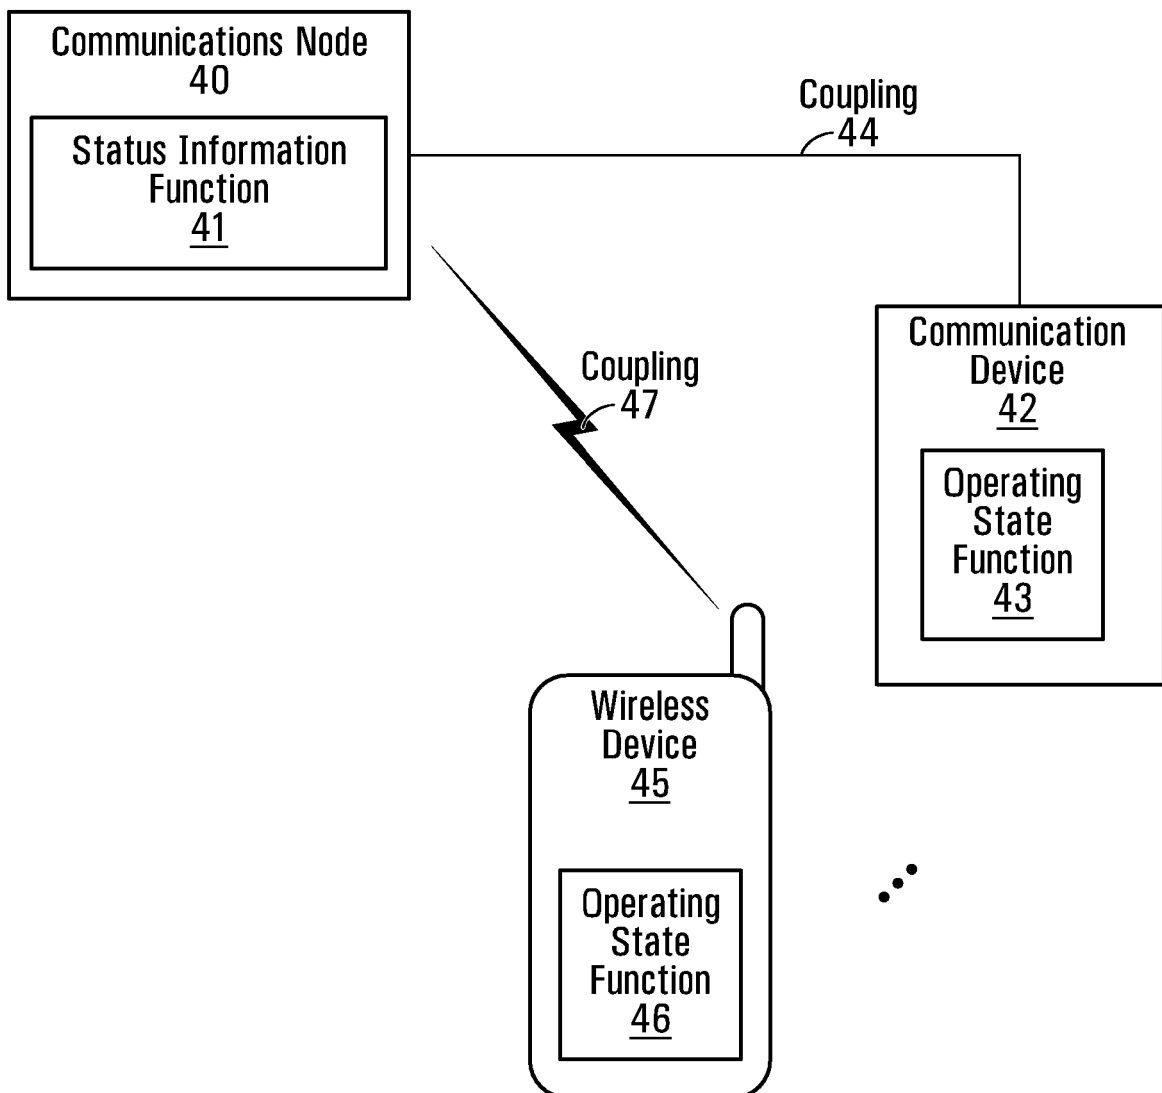 Communications Node
40
Status Information
Function
41
Coupling
44
Coupling
47
Communication
Device
42
Operating
State
Function
43
Wireless
Device
45
Operating
State
Function
46